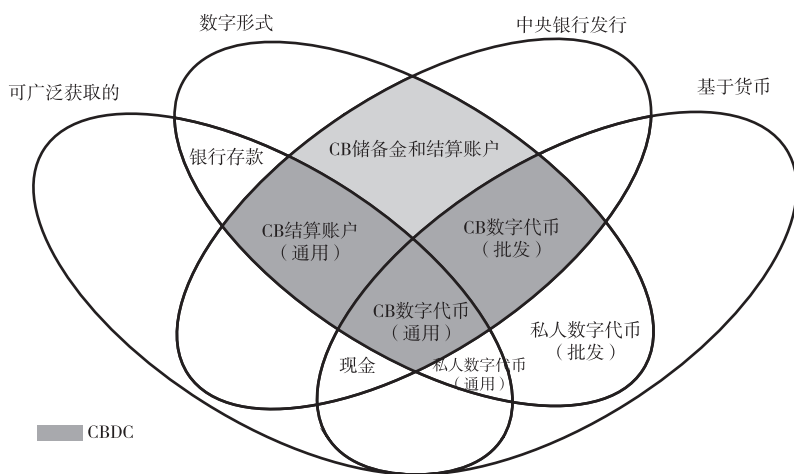 数字形式
中央银行发行
可广泛获取的
基于货币
银行存款
CB储备金和结算账户
CB结算账户
（通用）
CB数字代币
（批发）
CB数字代币
（通用）
私人数字代币
（批发）
现金
私人数字代币
（通用）
CBDC